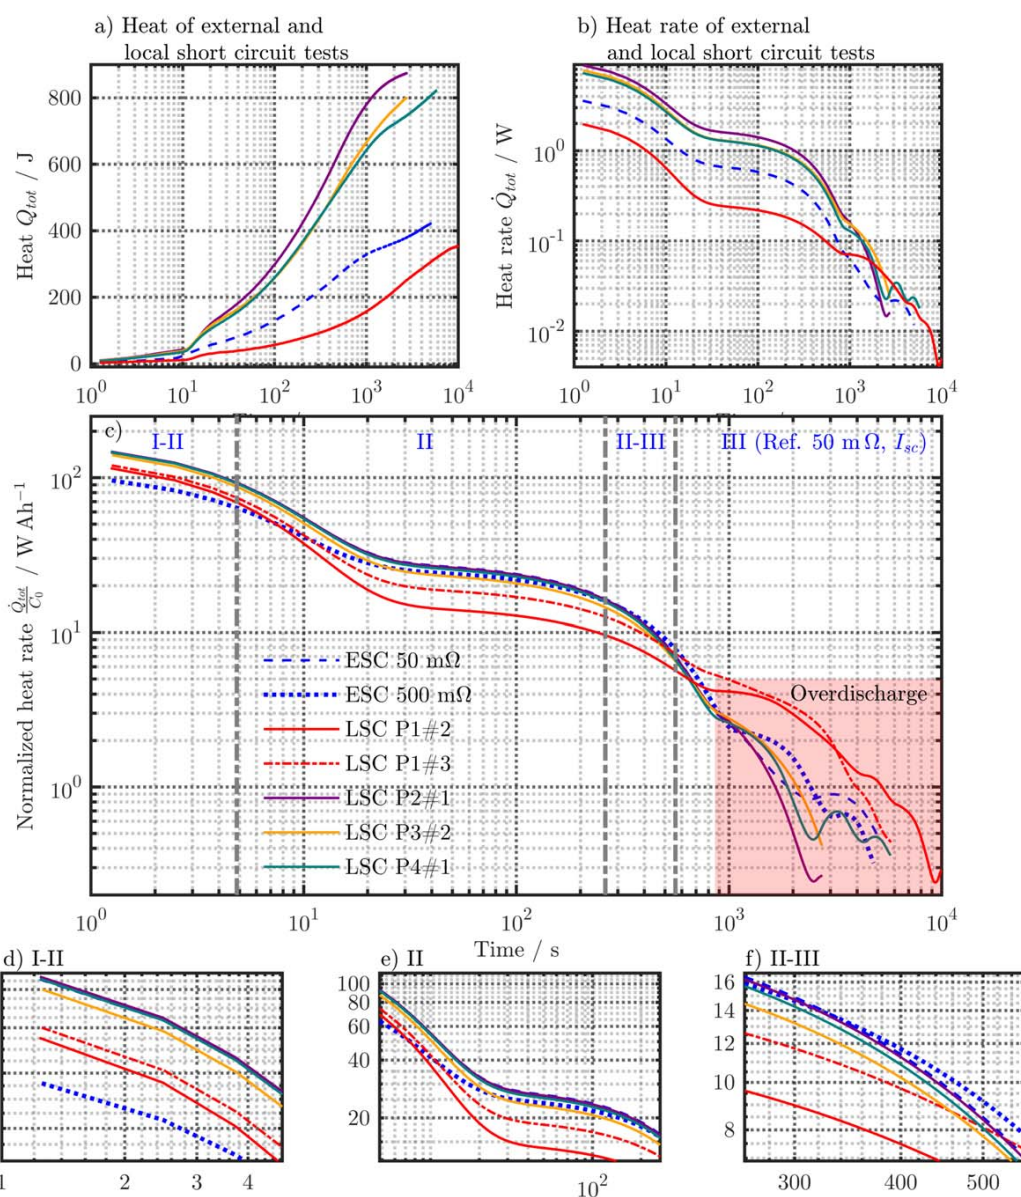 a) Heat of external and
local short circuit tests
b) Heat rate of external
and local short circuit tests
Heat Q_tot / J
800
600
400
200
0
10^0 10^1 10^2 10^3 10^4
Heat rate Q̇_tot / W
10^0
10^-1
10^-2
10^0 10^1 10^2 10^3 10^4
c)
I-II
II
II-III
III (Ref. 50 m Ω, I_sc)
Normalized heat rate Q̇_tot/C_0 / W Ah^−1
10^2
10^1
10^0
ESC 50 mΩ
ESC 500 mΩ
LSC P1#2
LSC P1#3
LSC P2#1
LSC P3#2
LSC P4#1
Overdischarge
10^0 10^1 10^2 10^3 10^4
Time / s
d) I-II
1 2 3 4
e) II
100
80
60
40
20
10^2
f) II-III
16
14
12
10
8
300 400 500